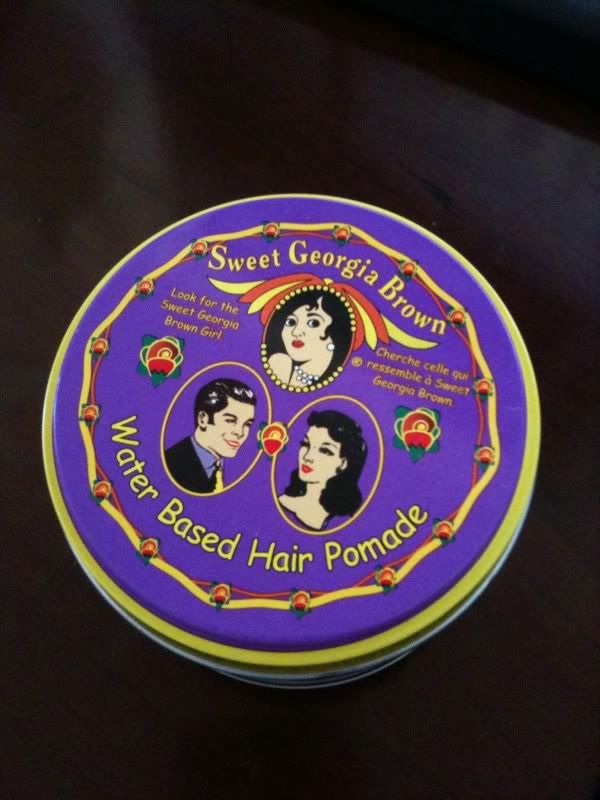 Sweet Georgia Brown
Look for the
Sweet Georgia
Brown Girl
Cherche celle qui
® ressemble à Sweet
Georgia Brown.
Water Based Hair Pomade